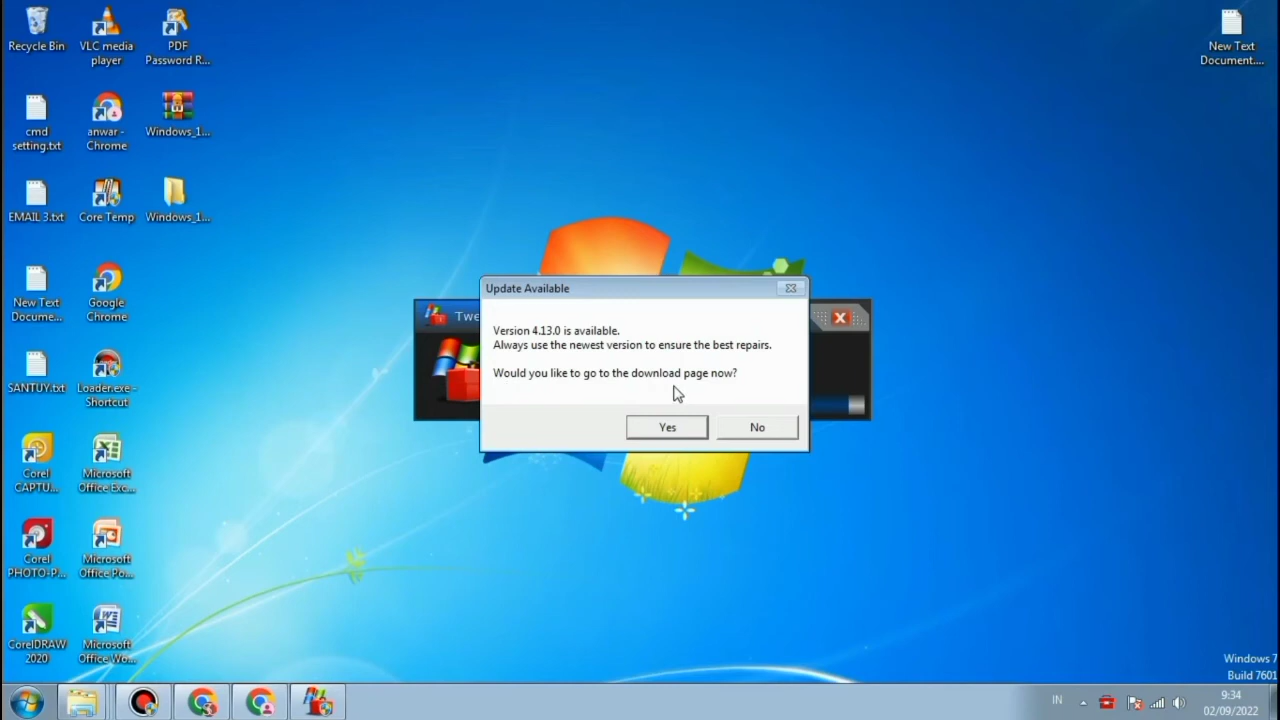 Recycle Bin
VLC media
player
PDF
Password R...
New Text
Document....
cmd
setting.txt
anwar -
Chrome
Windows_1...
EMAIL 3.txt
Core Temp
Windows_1...
New Text
Docume...
Google
Chrome
SANTUY.txt
Loader.exe -
Shortcut
Corel
CAPTU...
Microsoft
Office Exc...
Corel
PHOTO-P...
Microsoft
Office Po...
CorelDRAW
2020
Microsoft
Office Wo...
Twe
Update Available
Version 4.13.0 is available.
Always use the newest version to ensure the best repairs.
Would you like to go to the download page now?
Yes
No
Windows 7
Build 7601
IN
9:34
02/09/2022